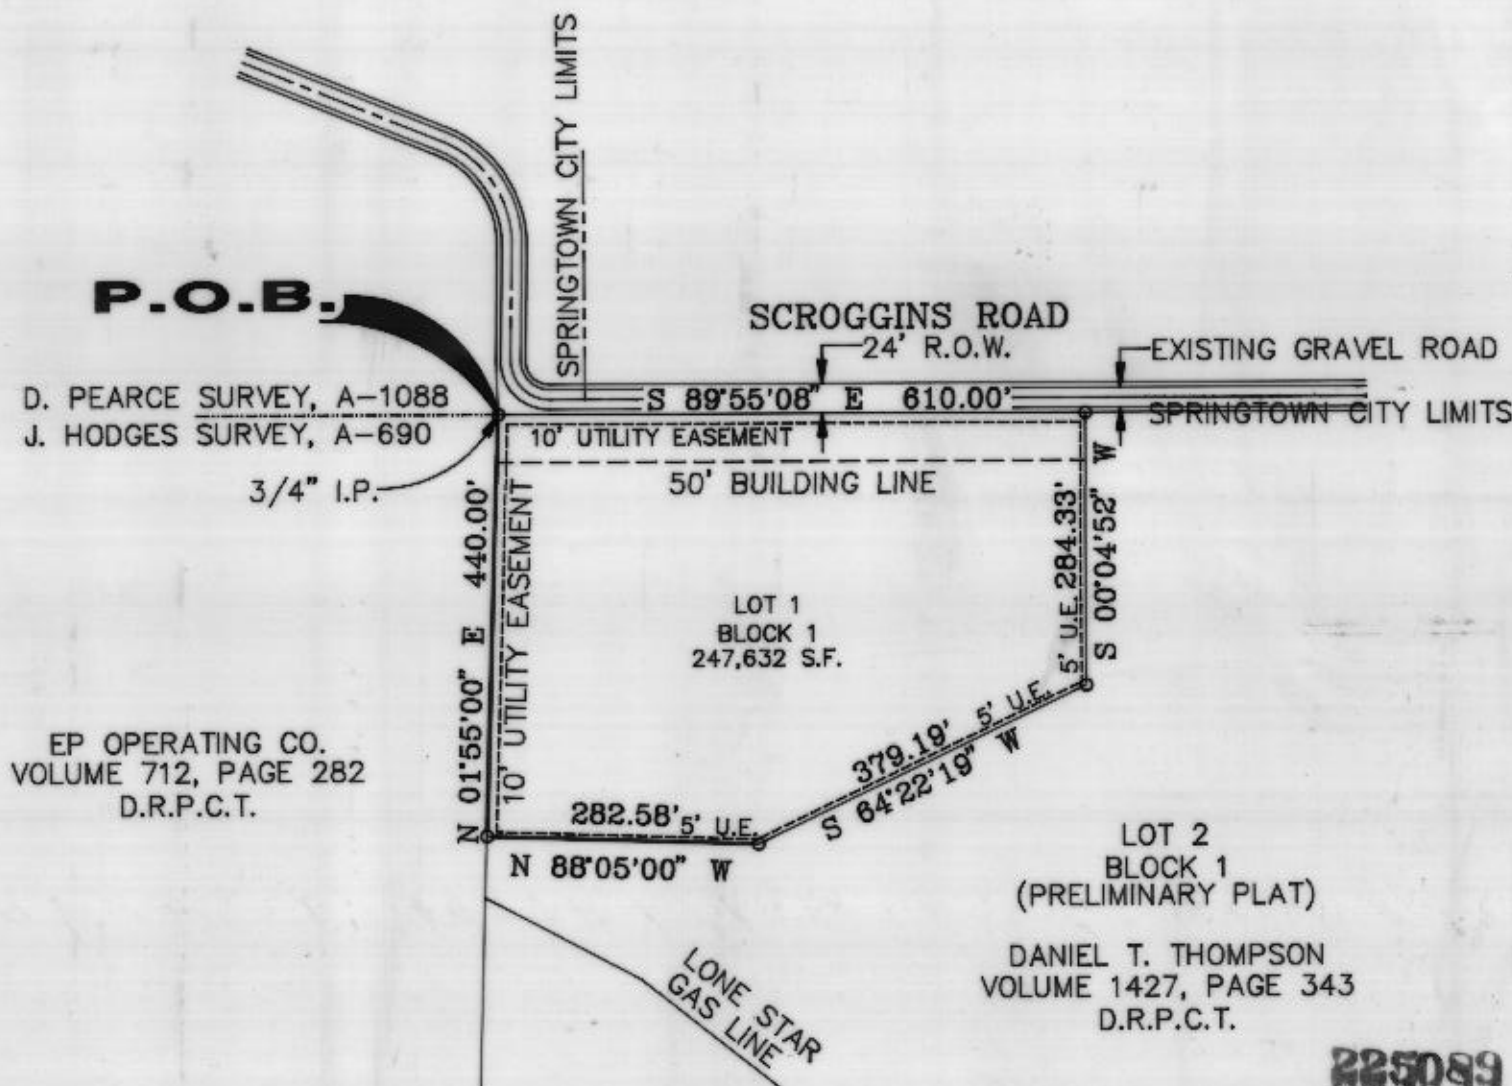 SPRINGTOWN CITY LIMITS
P.O.B.
SCROGGINS ROAD
24' R.O.W.
EXISTING GRAVEL ROAD
D. PEARCE SURVEY, A-1088
S 89°55'08" E 610.00'
SPRINGTOWN CITY LIMITS
J. HODGES SURVEY, A-690
10' UTILITY EASEMENT
3/4" I.P.
50' BUILDING LINE
N 01°55'00" E 440.00'
10' UTILITY EASEMENT
5' U.E. 284.33'
S 00°04'52" W
LOT 1
BLOCK 1
247,632 S.F.
379.19' 5' U.E.
S 64°22'19" W
EP OPERATING CO.
VOLUME 712, PAGE 282
D.R.P.C.T.
282.58' 5' U.E.
N 88°05'00" W
LOT 2
BLOCK 1
(PRELIMINARY PLAT)
DANIEL T. THOMPSON
VOLUME 1427, PAGE 343
D.R.P.C.T.
LONE STAR
GAS LINE
225089